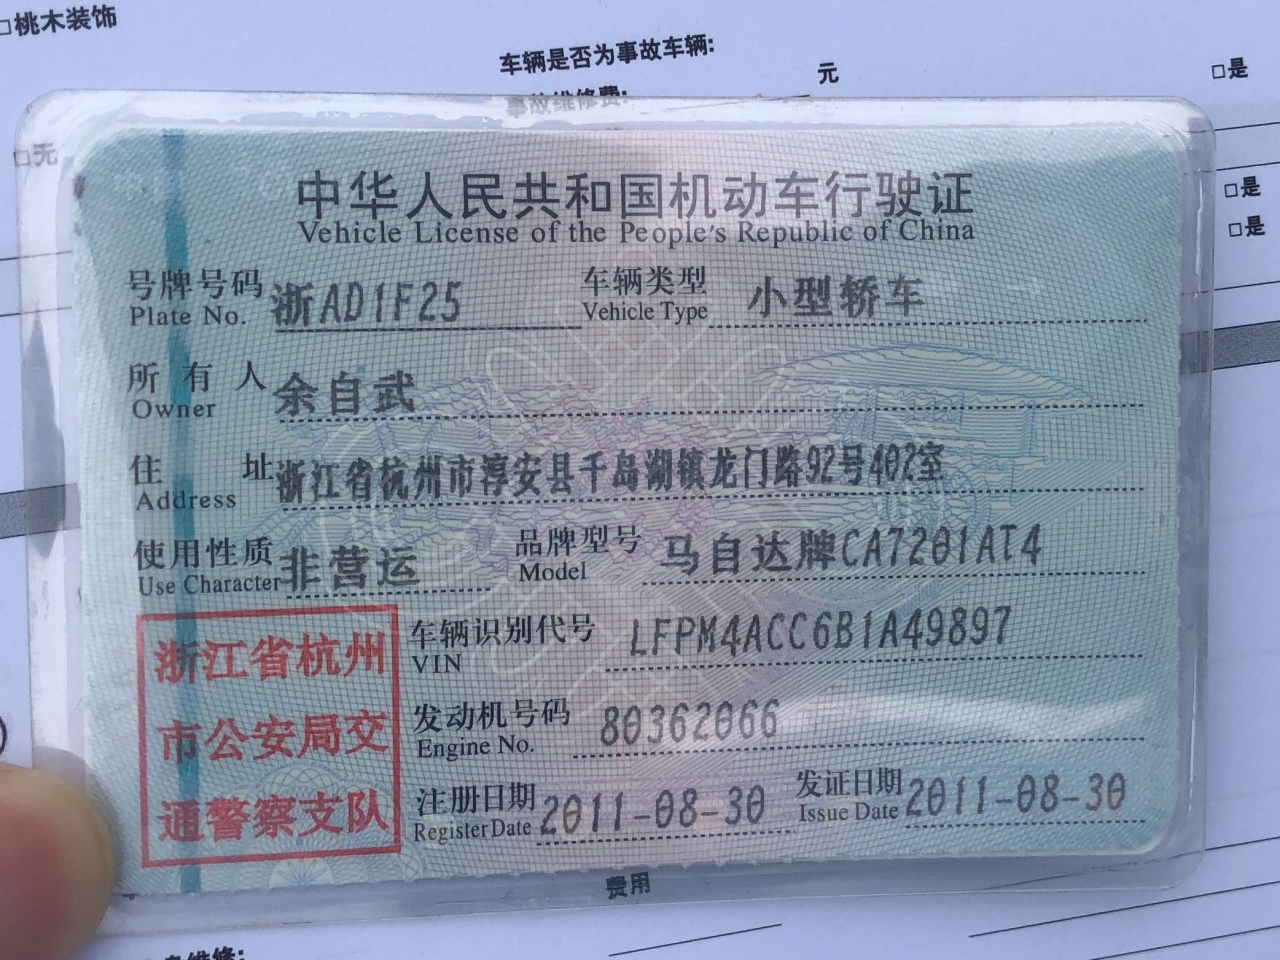 □桃木装饰
车辆是否为事故车辆:
元
□是
事故维修费:
□元
□是
□是
中华人民共和国机动车行驶证
Vehicle License of the People's Republic of China
号牌号码 浙AD1F25 车辆类型 小型轿车
Plate No. Vehicle Type
所有人 余自武
Owner
住址 浙江省杭州市淳安县千岛湖镇龙门路92号402室
Address
使用性质 非营运 品牌型号 马自达牌CA7201AT4
Use Character Model
浙江省杭州
市公安局交
通警察支队
车辆识别代号 LFPM4ACC6B1A49897
VIN
发动机号码 80362066
Engine No.
注册日期 2011-08-30 发证日期 2011-08-30
Register Date Issue Date
费用
维修: